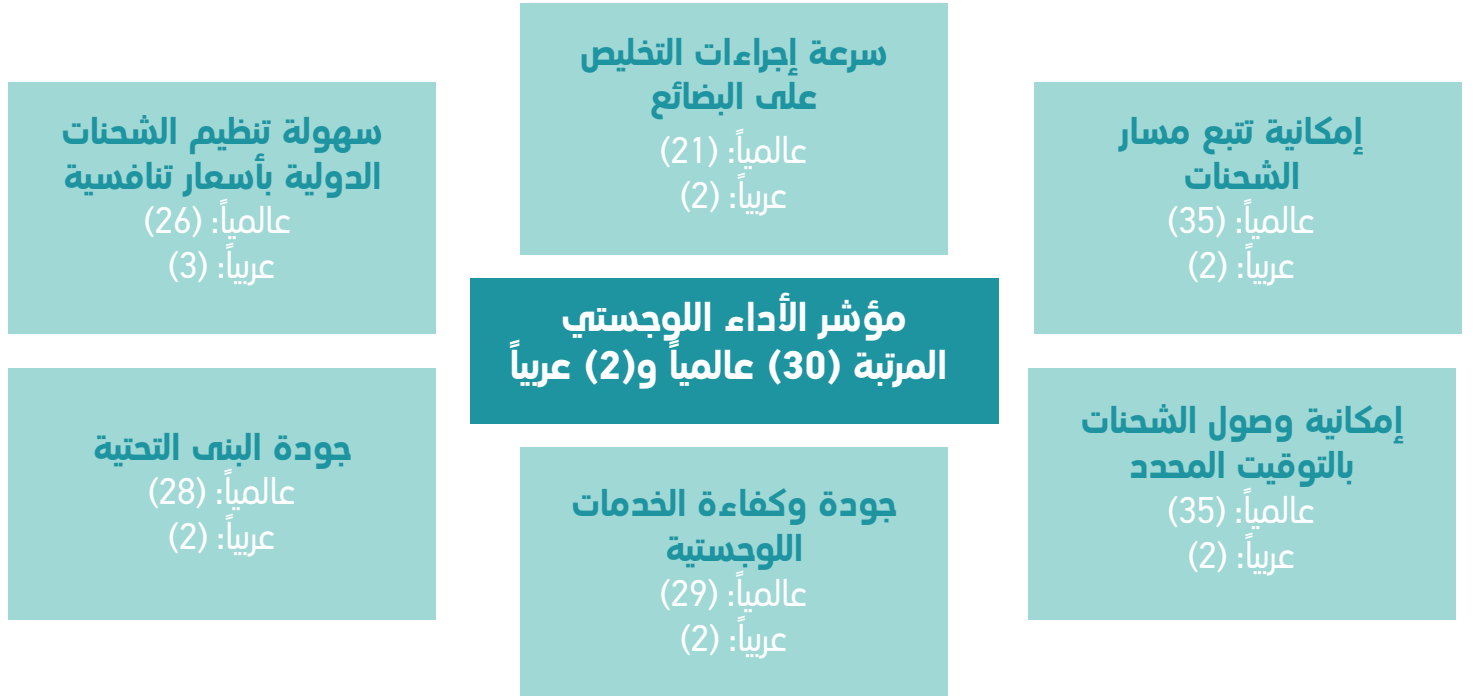 سرعة إجراءات التخليص
على البضائع
عالمياً: (21)
عربياً: (2)
إمكانية تتبع مسار
الشحنات
عالمياً: (35)
عربياً: (2)
سهولة تنظيم الشحنات
الدولية بأسعار تنافسية
عالمياً: (26)
عربياً: (3)
مؤشر الأداء اللوجستي
المرتبة (30) عالمياً و(2) عربياً
إمكانية وصول الشحنات
بالتوقيت المحدد
عالمياً: (35)
عربياً: (2)
جودة وكفاءة الخدمات
اللوجستية
عالمياً: (29)
عربياً: (2)
جودة البنى التحتية
عالمياً: (28)
عربياً: (2)